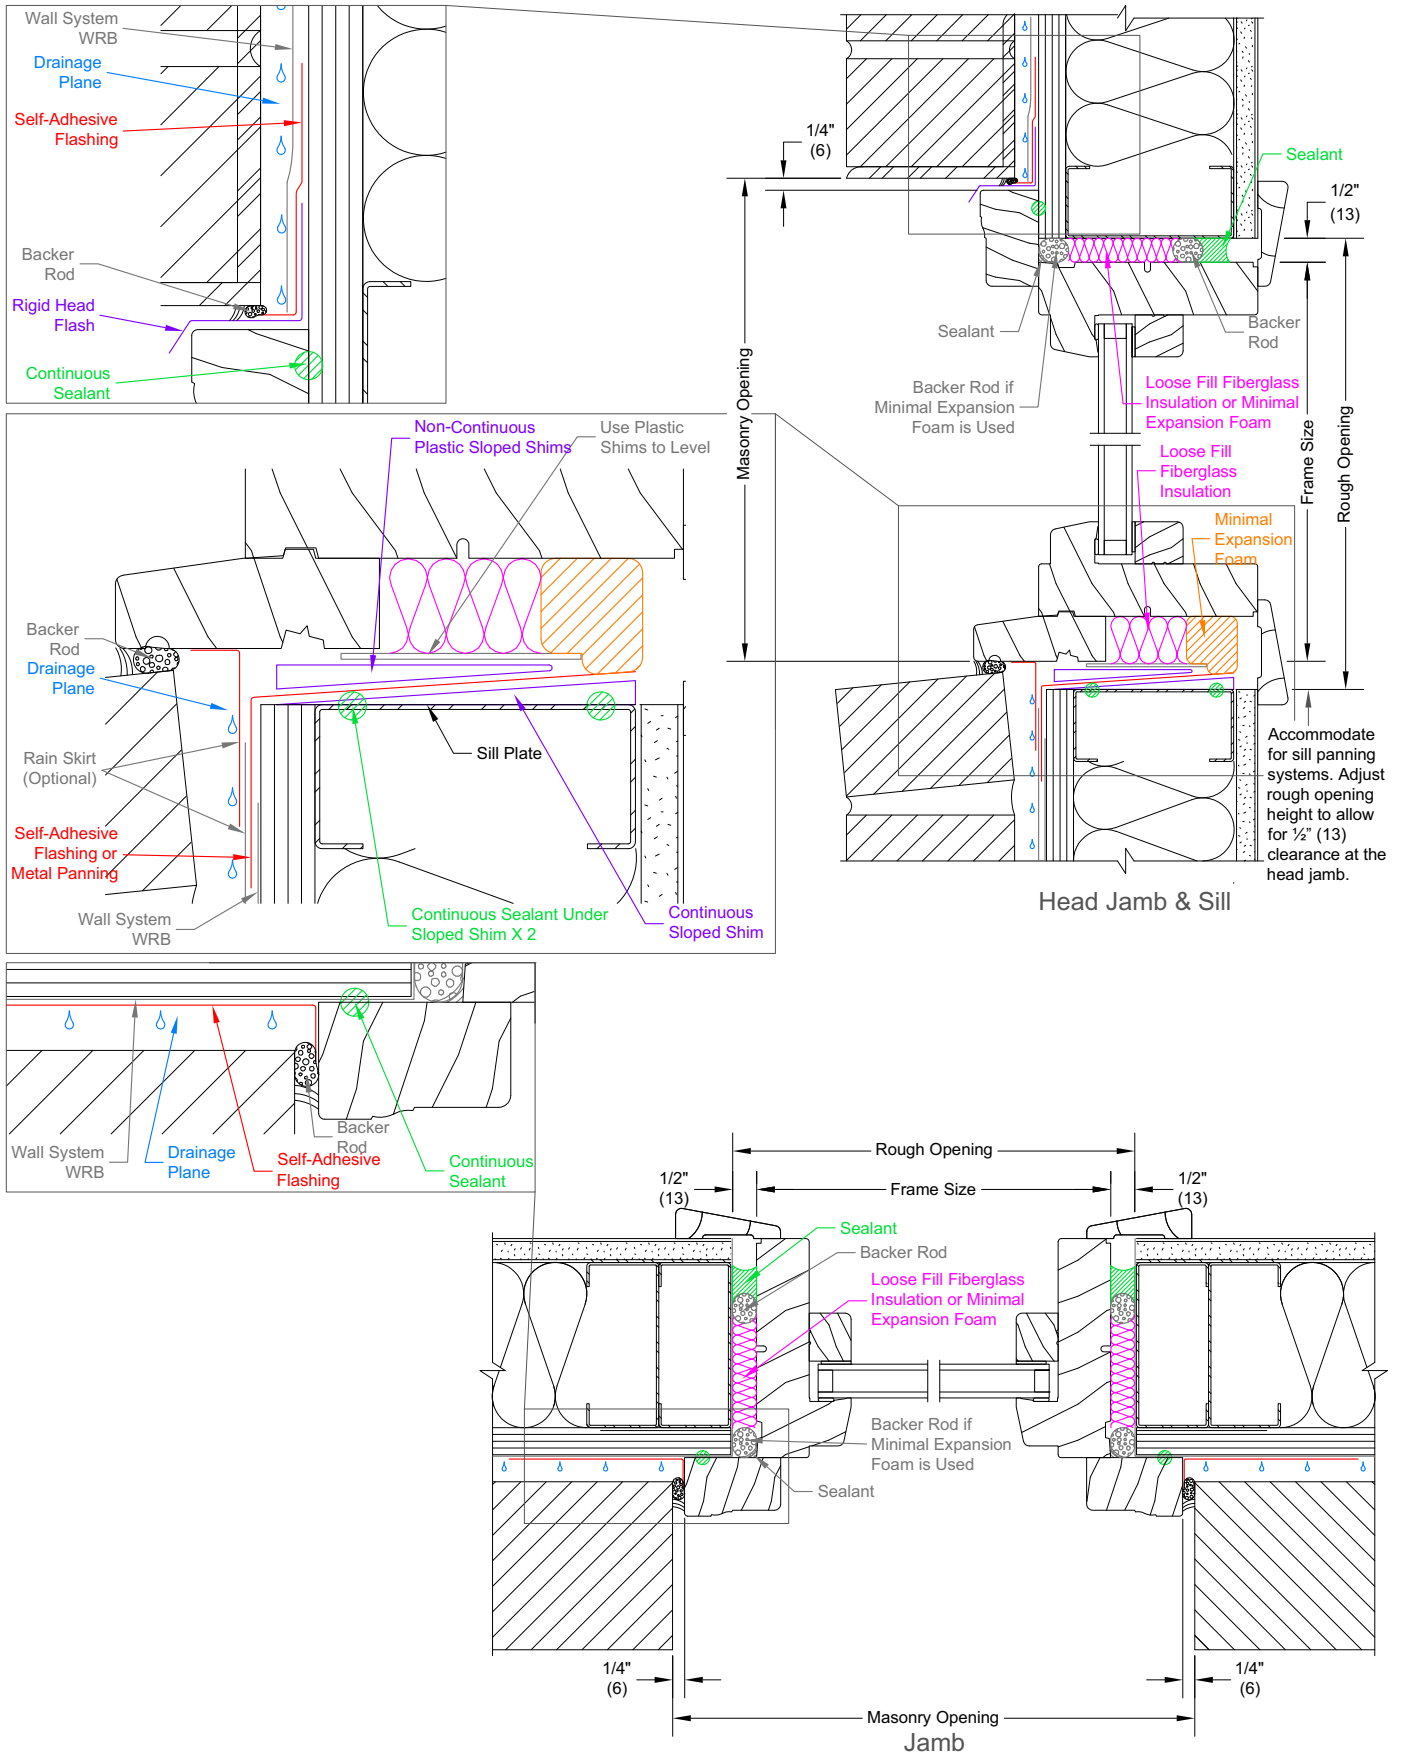 Wall System
WRB
Drainage
Plane
Self-Adhesive
Flashing
Backer
Rod
Rigid Head
Flash
Continuous
Sealant
1/4"
(6)
Sealant
1/2"
(13)
Masonry Opening
Sealant
Backer
Rod
Backer Rod if
Minimal Expansion
Foam is Used
Loose Fill Fiberglass
Insulation or Minimal
Expansion Foam
Frame Size
Rough Opening
Loose Fill
Fiberglass
Insulation
Minimal
Expansion
Foam
Accommodate
for sill panning
systems. Adjust
rough opening
height to allow
for ½” (13)
clearance at the
head jamb.
Head Jamb & Sill
Non-Continuous
Plastic Sloped Shims
Use Plastic
Shims to Level
Backer
Rod
Drainage
Plane
Rain Skirt
(Optional)
Sill Plate
Self-Adhesive
Flashing or
Metal Panning
Wall System
WRB
Continuous Sealant Under
Sloped Shim X 2
Continuous
Sloped Shim
Wall System
WRB
Drainage
Plane
Self-Adhesive
Flashing
Backer
Rod
Continuous
Sealant
Rough Opening
1/2"
(13)
Frame Size
1/2"
(13)
Sealant
Backer Rod
Loose Fill Fiberglass
Insulation or Minimal
Expansion Foam
Backer Rod if
Minimal Expansion
Foam is Used
Sealant
1/4"
(6)
1/4"
(6)
Masonry Opening
Jamb